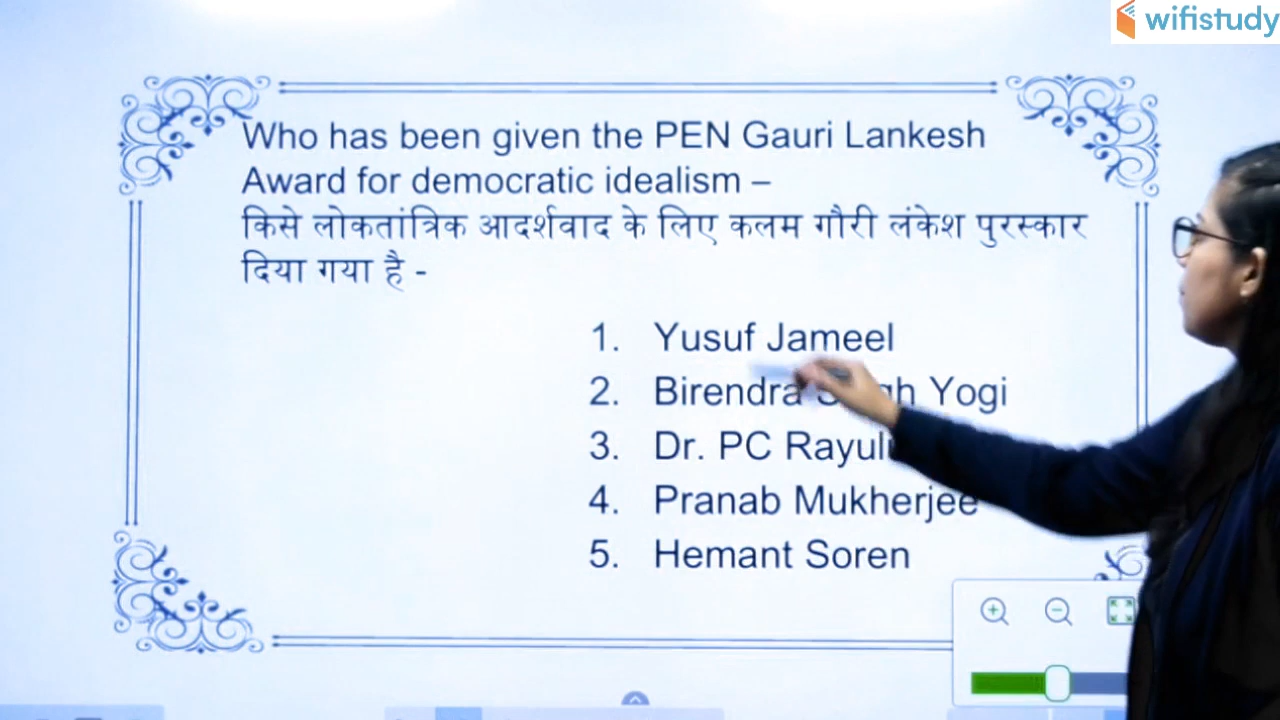 wifistudy
Who has been given the PEN Gauri Lankesh
Award for democratic idealism –
किसे लोकतांत्रिक आदर्शवाद के लिए कलम गौरी लंकेश पुरस्कार
दिया गया है -
1. Yusuf Jameel
2. Birendra Yogi
3. Dr. PC
4. Pranab Mukherjee
5. Hemant Soren